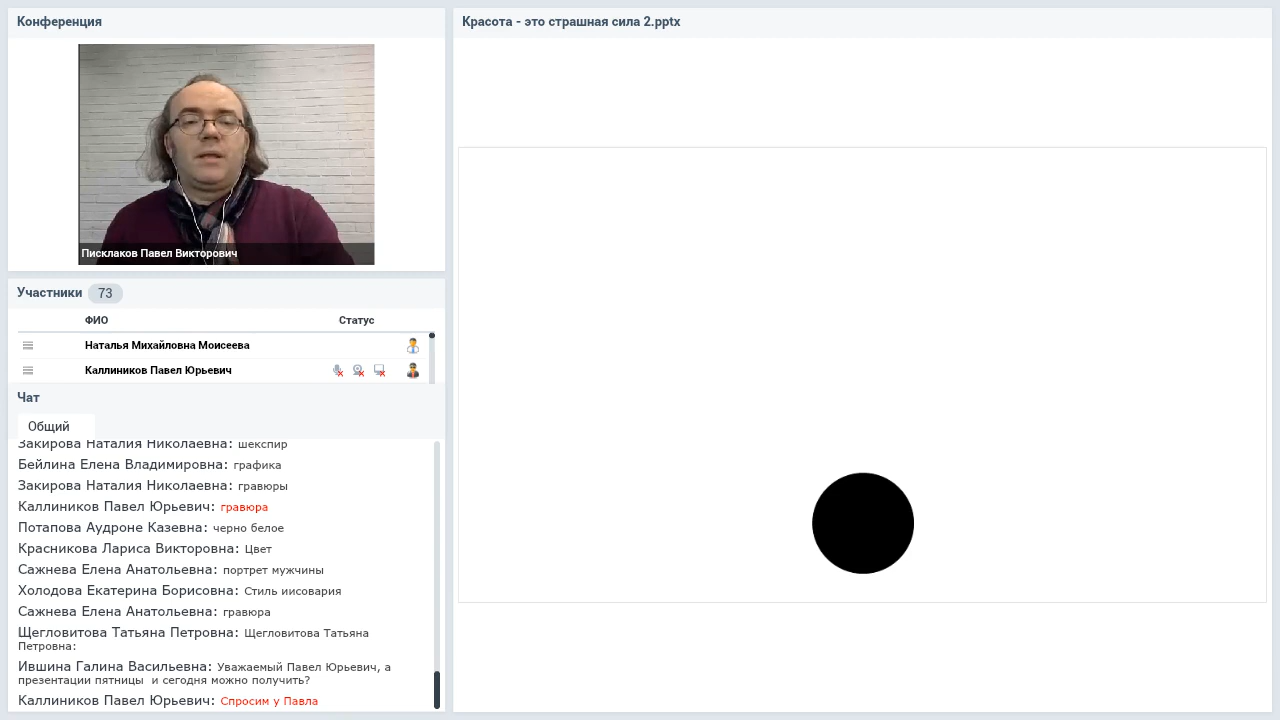 Конференция
Писклаков Павел Викторович
Участники 73
ФИО Статус
Наталья Михайловна Моисеева
Каллиников Павел Юрьевич
Чат
Общий
Закирова Наталия Николаевна: шекспир
Бейлина Елена Владимировна: графика
Закирова Наталия Николаевна: гравюры
Каллиников Павел Юрьевич: гравюра
Потапова Аудроне Казевна: черно белое
Красникова Лариса Викторовна: Цвет
Сажнева Елена Анатольевна: портрет мужчины
Холодова Екатерина Борисовна: Стиль иисовария
Сажнева Елена Анатольевна: гравюра
Щегловитова Татьяна Петровна: Щегловитова Татьяна
Петровна:
Ившина Галина Васильевна: Уважаемый Павел Юрьевич, а
презентации пятницы и сегодня можно получить?
Каллиников Павел Юрьевич: Спросим у Павла
Красота - это страшная сила 2.pptx